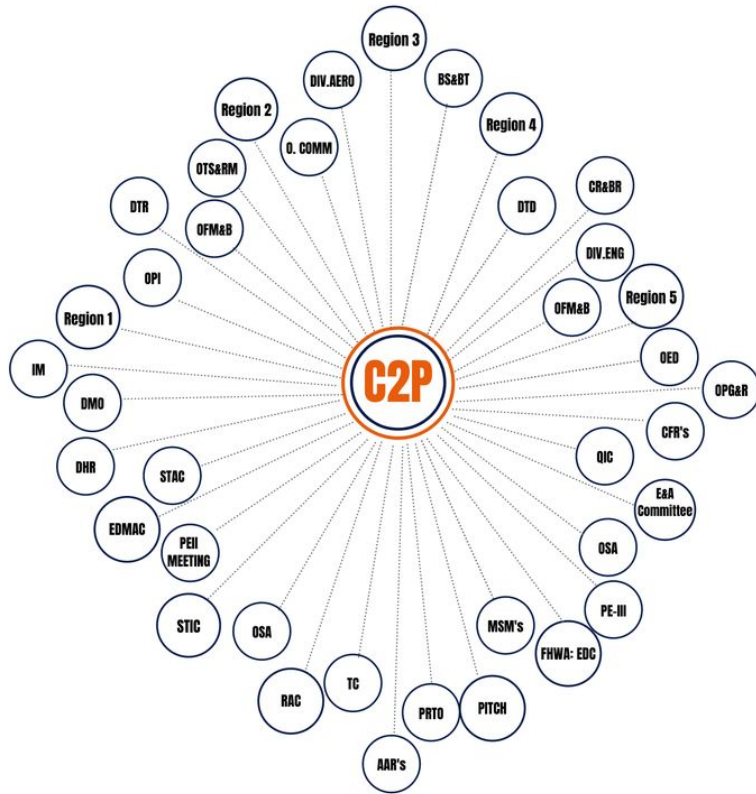 Region 3
DIV.AERO
BS&BT
Region 2
Region 4
O. COMM
OTS&RM
CR&BR
DTR
DTD
OFM&B
DIV.ENG
OPI
Region 5
OFM&B
Region 1
OED
IM
C2P
OPG&R
DMO
CFR's
QIC
DHR
STAC
E&A
Committee
EDMAC
PEII
MEETING
OSA
PE-III
STIC
OSA
MSM's
FHWA: EDC
TC
RAC
PRTO
PITCH
AAR's